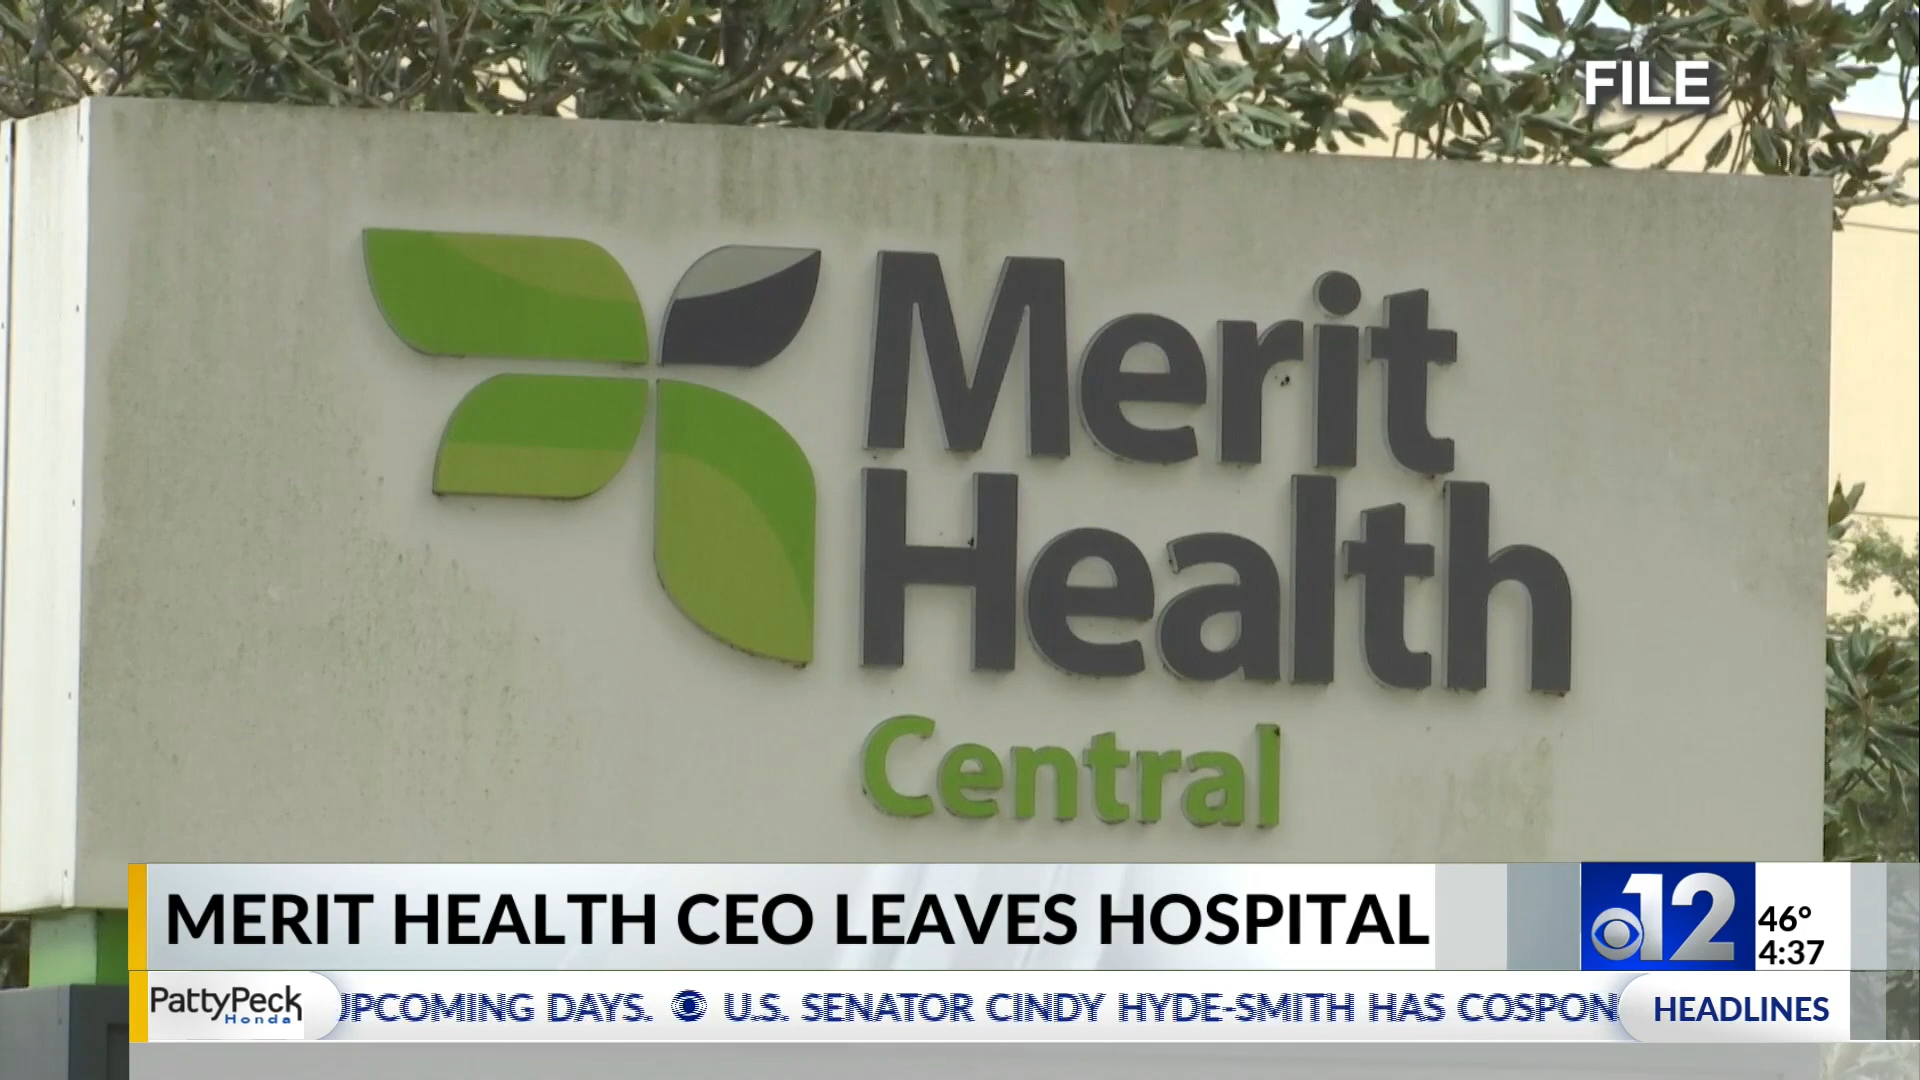 FILE
Merit
Health
Central
MERIT HEALTH CEO LEAVES HOSPITAL
12
46°
4:37
PattyPeck
Honda
UPCOMING DAYS. U.S. SENATOR CINDY HYDE-SMITH HAS COSPON
HEADLINES